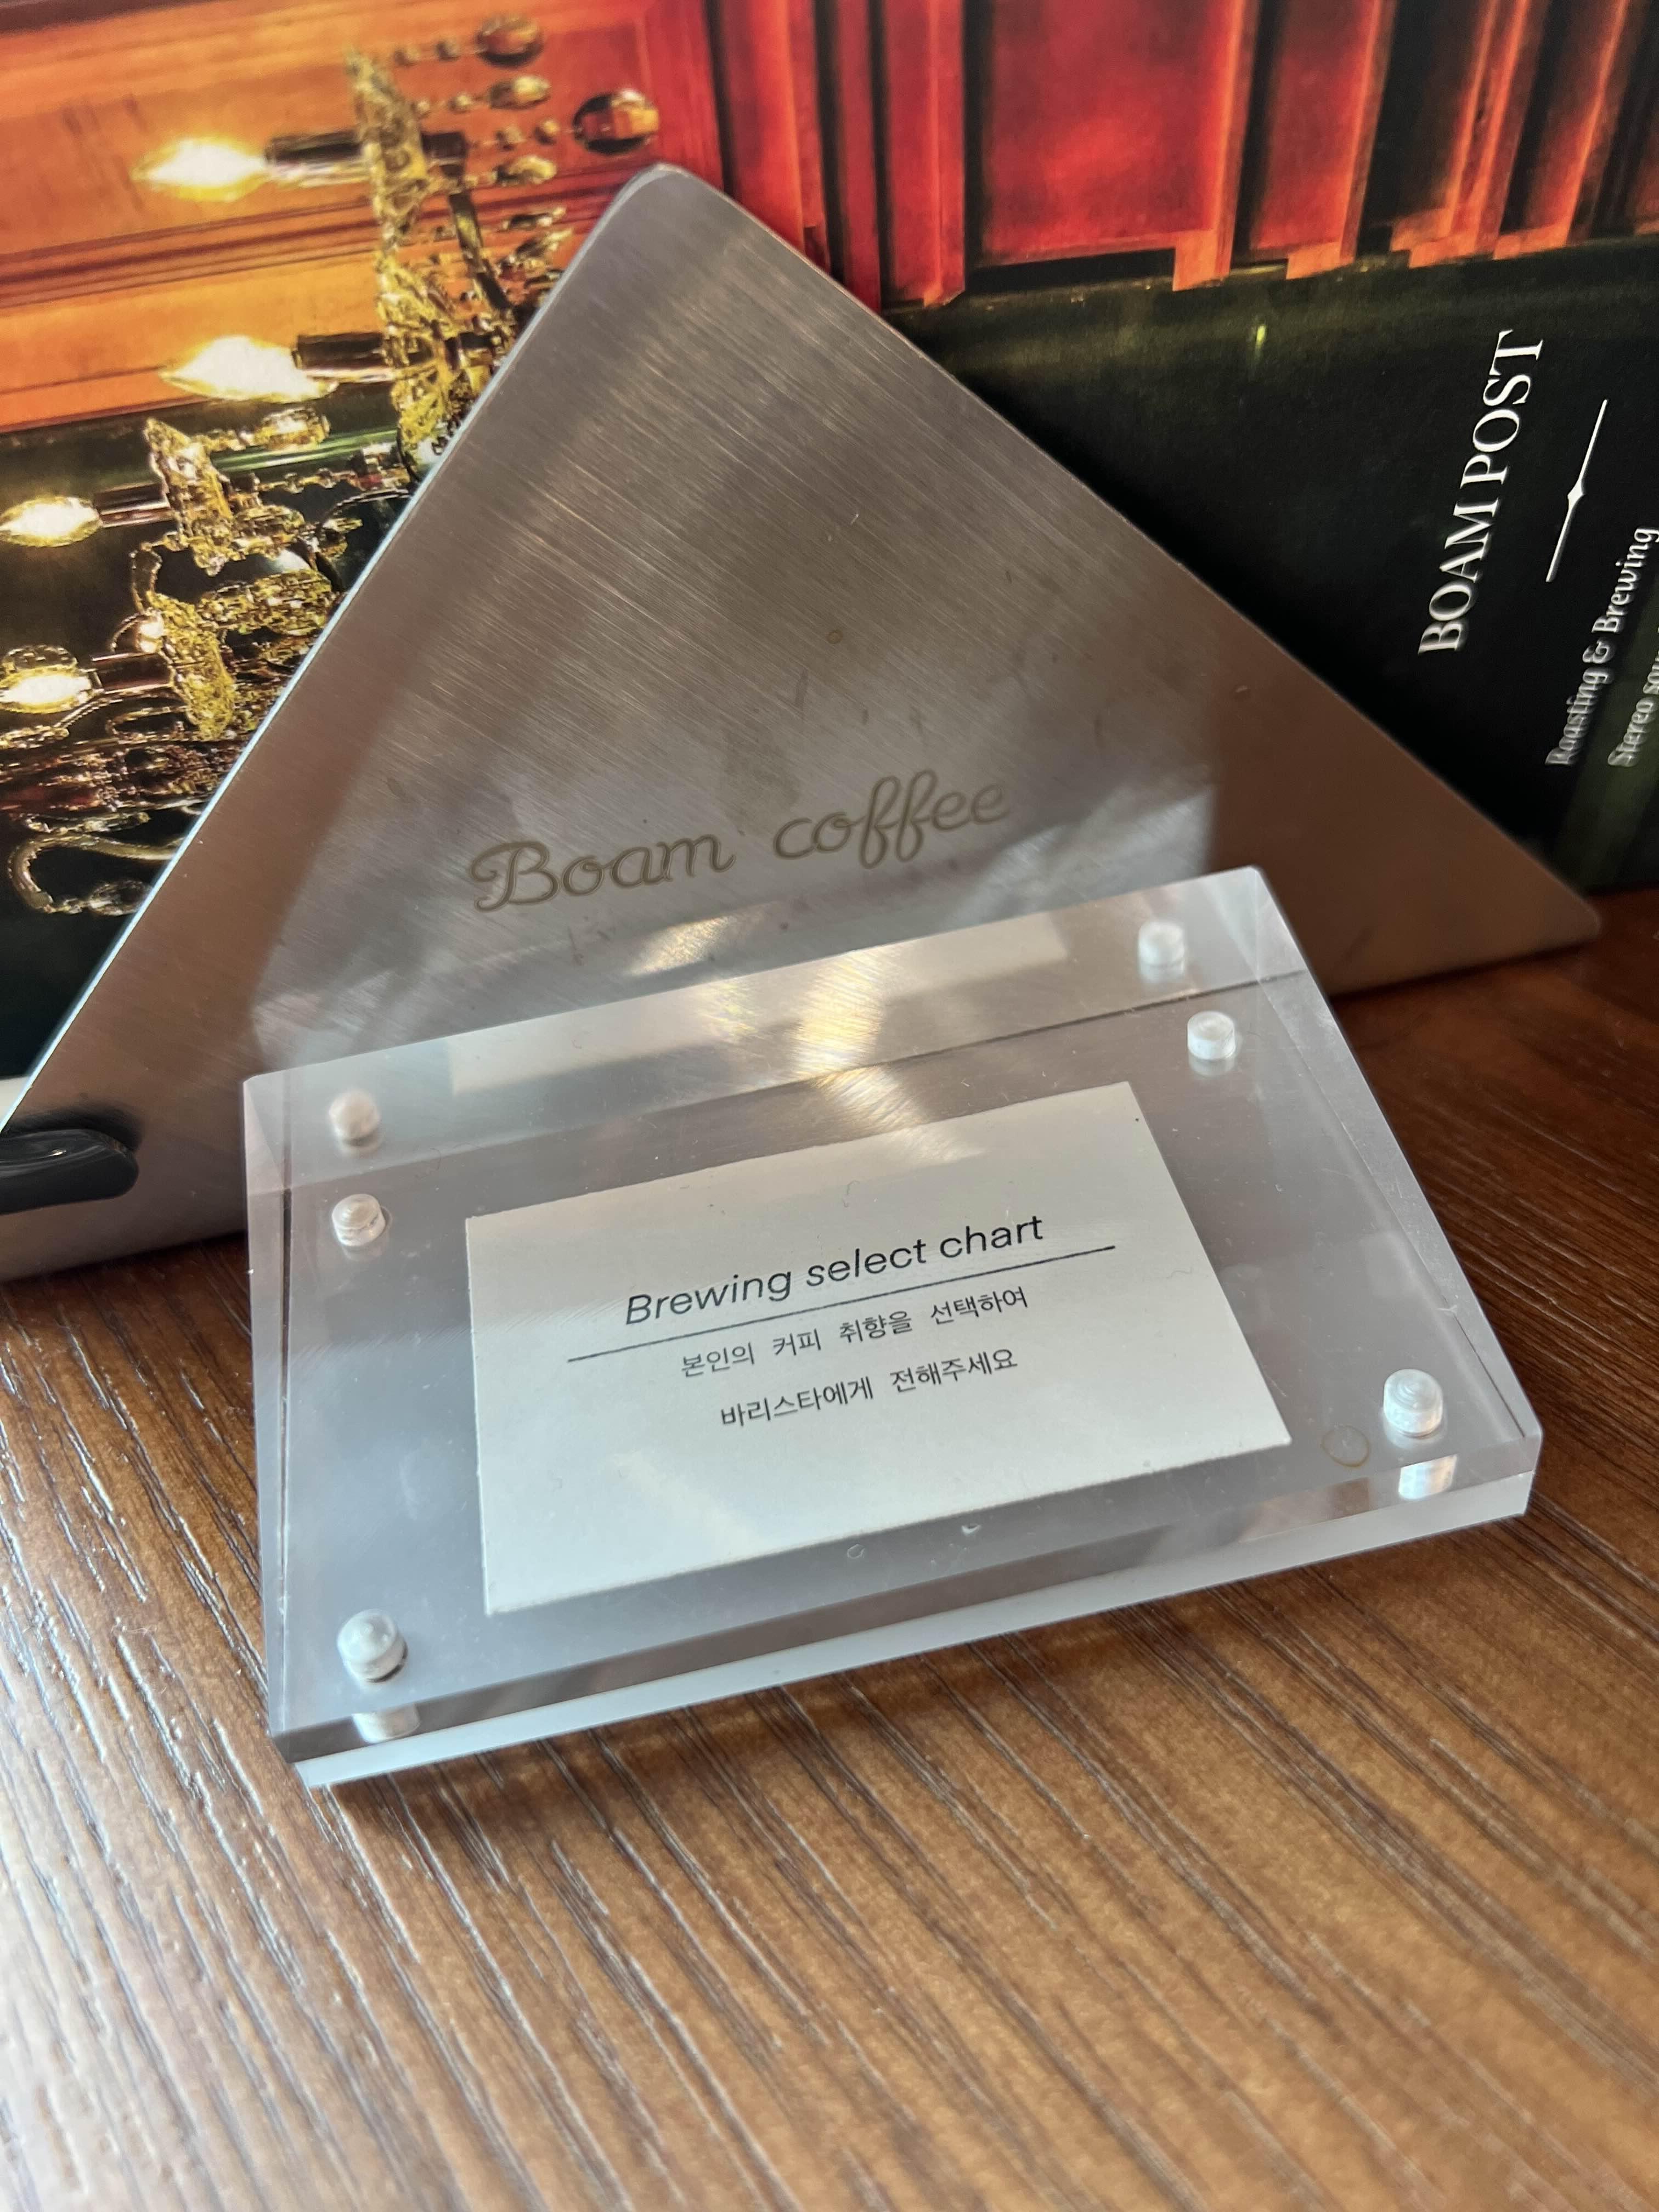 BOAM POST
Roasting & Brewing
Stereo
Boam coffee
Brewing select chart
본인의 커피 취향을 선택하여
바리스타에게 전해주세요